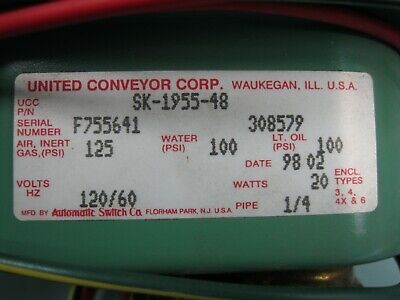 UNITED CONVEYOR CORP. WAUKEGAN, ILL. U.S.A.
UCC P/N SK-1955-48
SERIAL NUMBER F755641 308579
AIR, INERT GAS, (PSI) 125 WATER (PSI) 100 LT. OIL (PSI) 100
DATE 98 02
VOLTS HZ 120/60 WATTS 20 ENCL. TYPES 3, 4, 4X & 6
MFG. BY Automatic Switch Co. FLORHAM PARK, N.J. U.S.A. PIPE 1/4